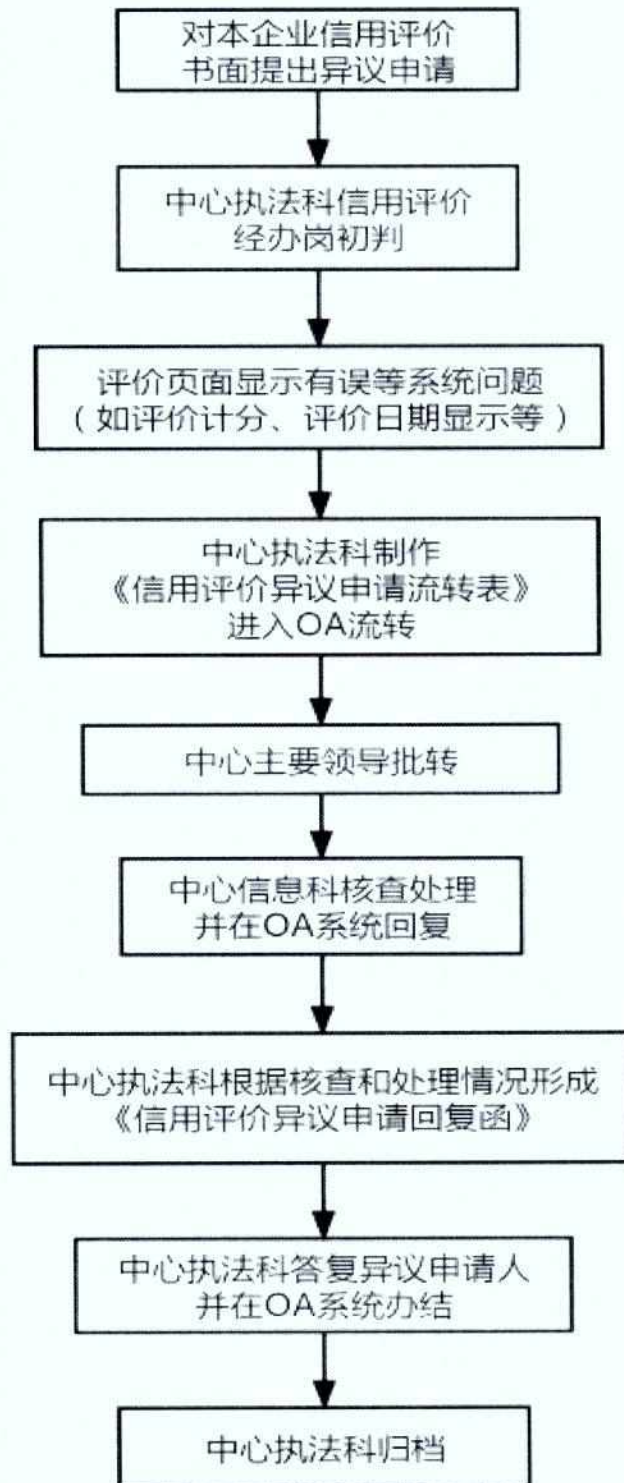 对本企业信用评价
书面提出异议申请
中心执法科信用评价
经办岗初判
评价页面显示有误等系统问题
（如评价计分、评价日期显示等）
中心执法科制作
《信用评价异议申请流转表》
进入OA流转
中心主要领导批转
中心信息科核查处理
并在OA系统回复
中心执法科根据核查和处理情况形成
《信用评价异议申请回复函》
中心执法科答复异议申请人
并在OA系统办结
中心执法科归档